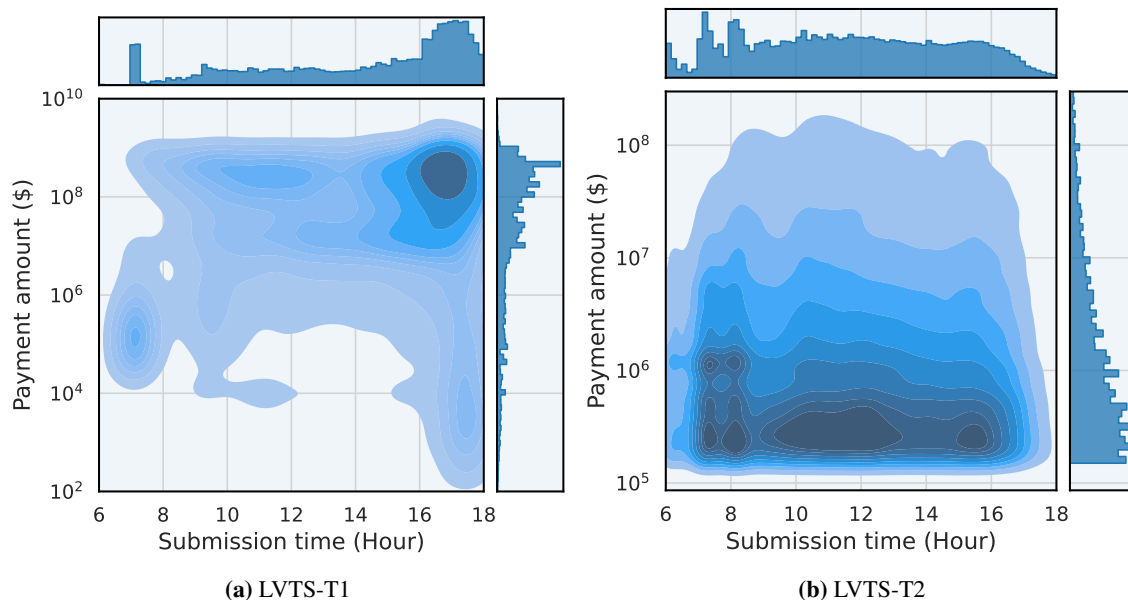 10^10
10^8
10^6
10^4
10^2
Payment amount ($)
6 8 10 12 14 16 18
Submission time (Hour)
(a) LVTS-T1
10^8
10^7
10^6
10^5
Payment amount ($)
6 8 10 12 14 16 18
Submission time (Hour)
(b) LVTS-T2